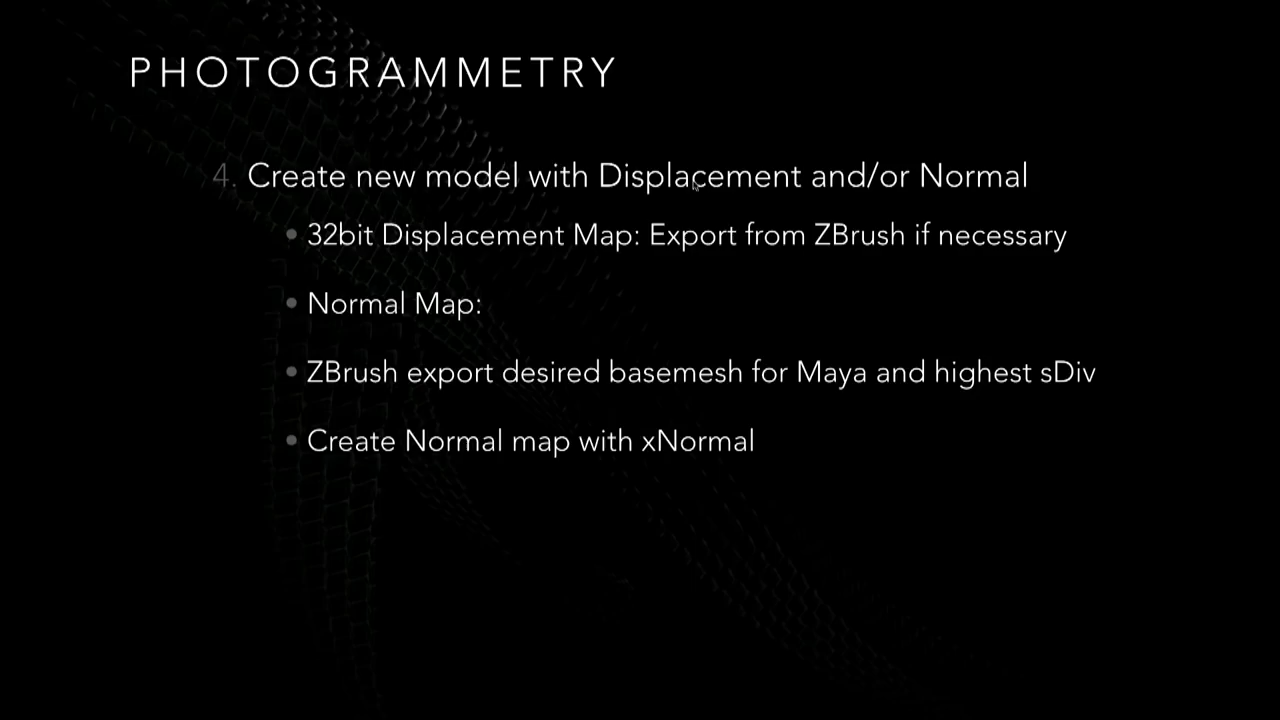 PHOTOGRAMMETRY
4. Create new model with Displacement and/or Normal
• 32bit Displacement Map: Export from ZBrush if necessary
• Normal Map:
• ZBrush export desired basemesh for Maya and highest sDiv
• Create Normal map with xNormal